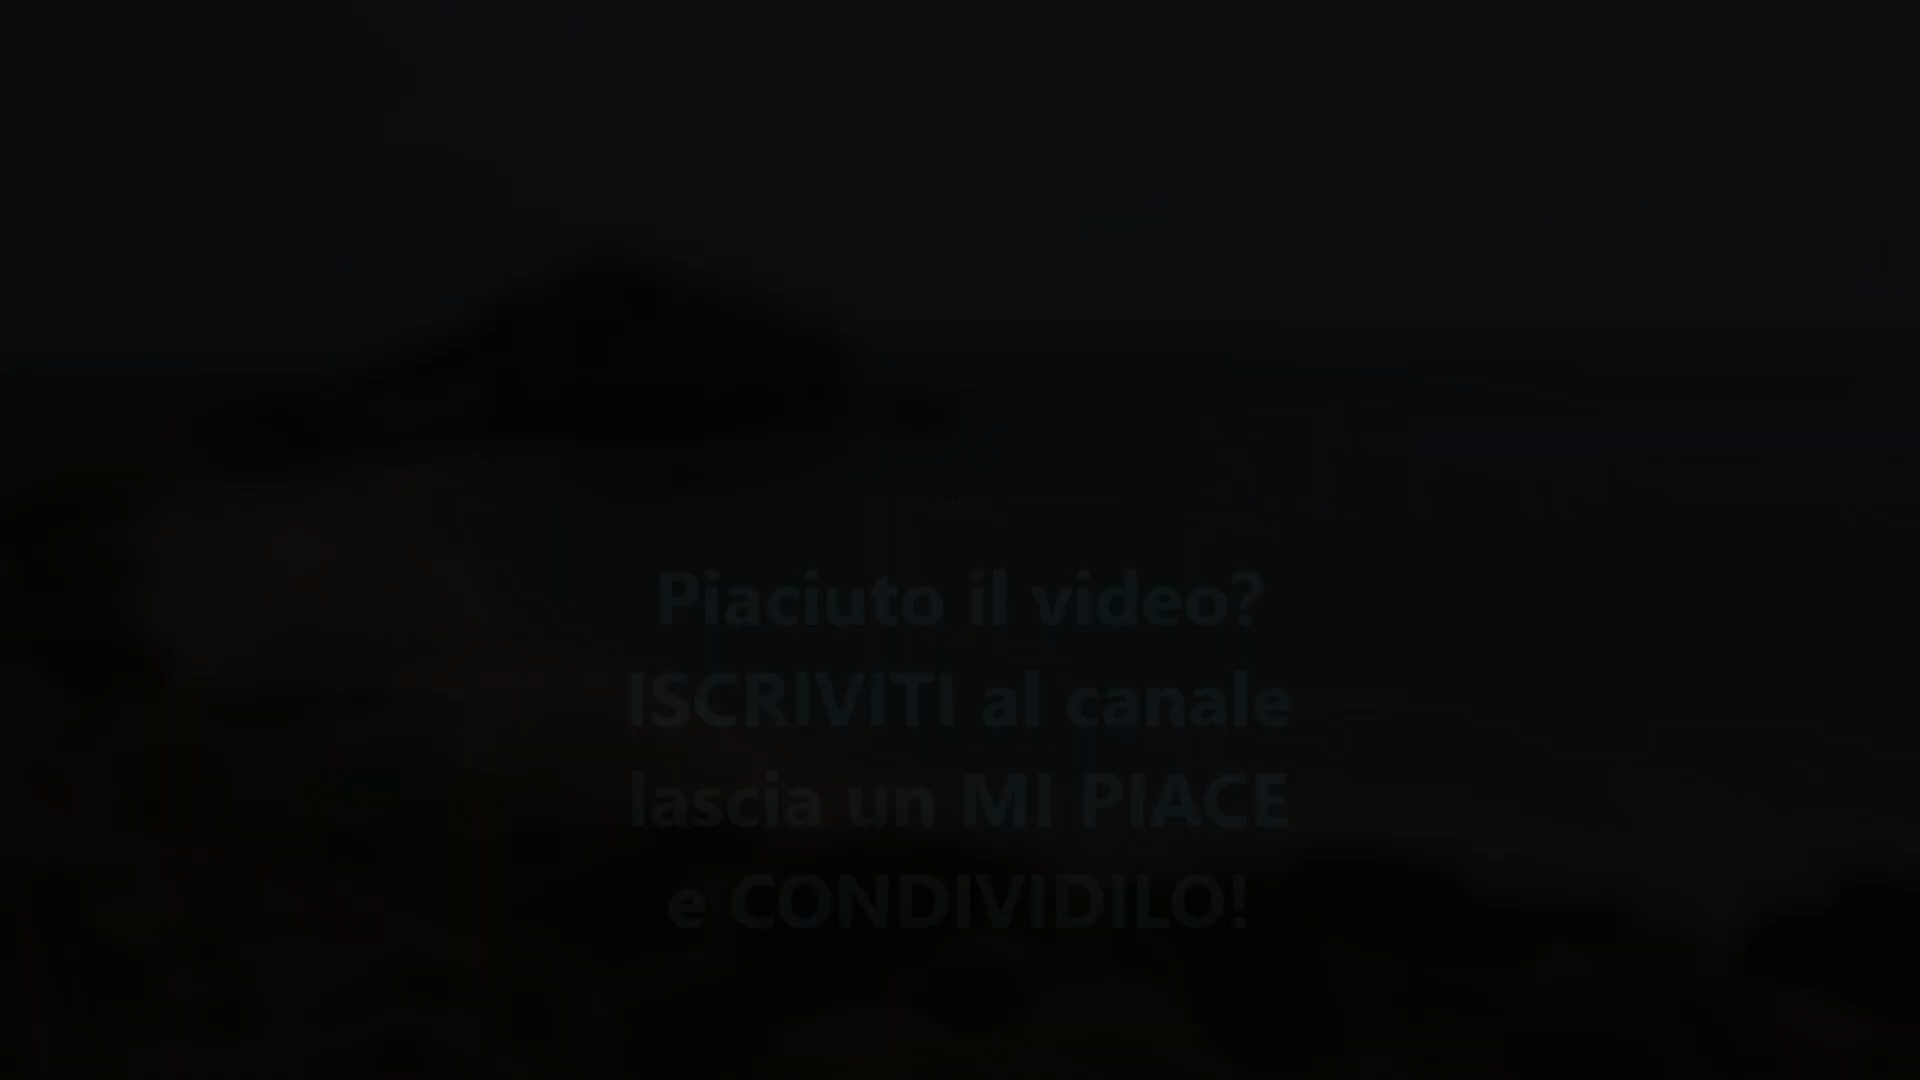 Piaciuto il video?
ISCRIVITI al canale
lascia un MI PIACE
e CONDIVIDILO!